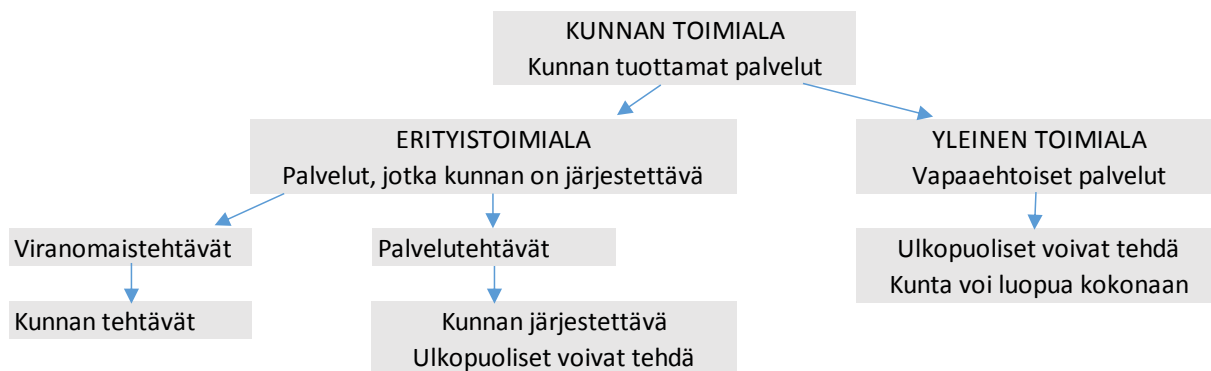 KUNNAN TOIMIALA
Kunnan tuottamat palvelut
ERITYISTOIMIALA
Palvelut, jotka kunnan on järjestettävä
YLEINEN TOIMIALA
Vapaaehtoiset palvelut
Viranomaistehtävät
Palvelutehtävät
Ulkopuoliset voivat tehdä
Kunta voi luopua kokonaan
Kunnan tehtävät
Kunnan järjestettävä
Ulkopuoliset voivat tehdä